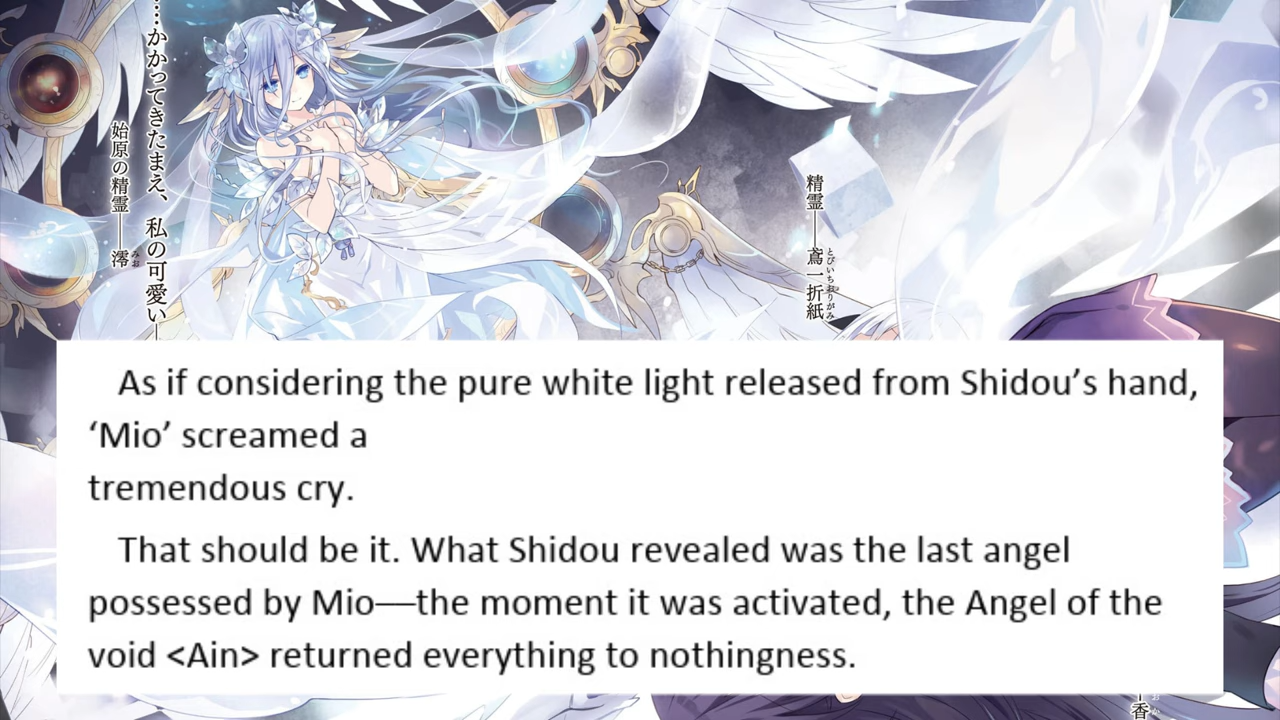 …かかってきたまえ、私の可愛い—
始原の精霊——澪
みお
精霊——鳶一折紙
とびいちおりがみ
As if considering the pure white light released from Shidou’s hand,
‘Mio’ screamed a
tremendous cry.
That should be it. What Shidou revealed was the last angel
possessed by Mio—the moment it was activated, the Angel of the
void <Ain> returned everything to nothingness.
香